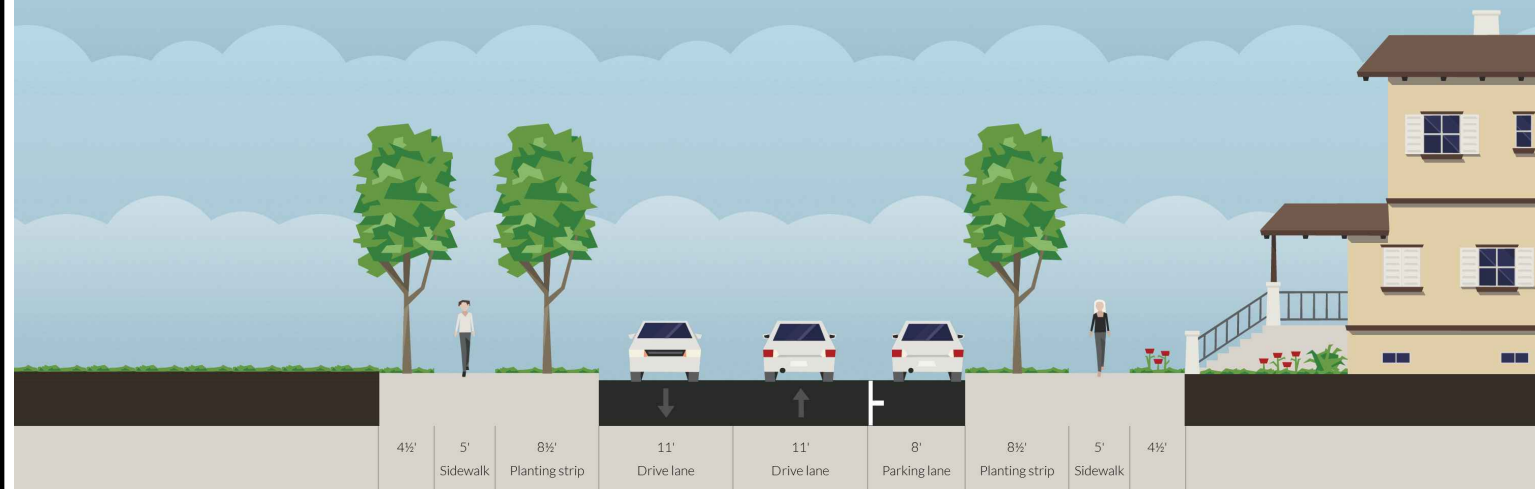 4½' 5' 8½' 11' 11' 8' 8½' 5' 4½'
Sidewalk Planting strip Drive lane Drive lane Parking lane Planting strip Sidewalk